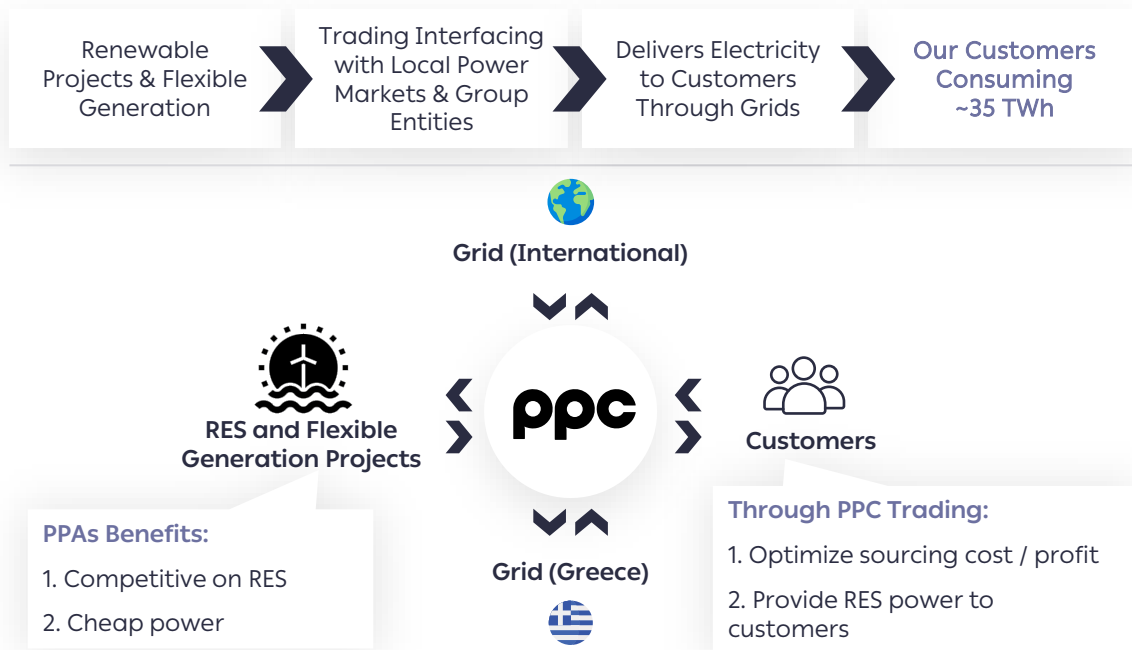 Renewable
Projects & Flexible
Generation
Trading Interfacing
with Local Power
Markets & Group
Entities
Delivers Electricity
to Customers
Through Grids
Our Customers
Consuming
~35 TWh
Grid (International)
RES and Flexible
Generation Projects
ppc
Customers
PPAs Benefits:
1. Competitive on RES
2. Cheap power
Grid (Greece)
Through PPC Trading:
1. Optimize sourcing cost / profit
2. Provide RES power to
customers